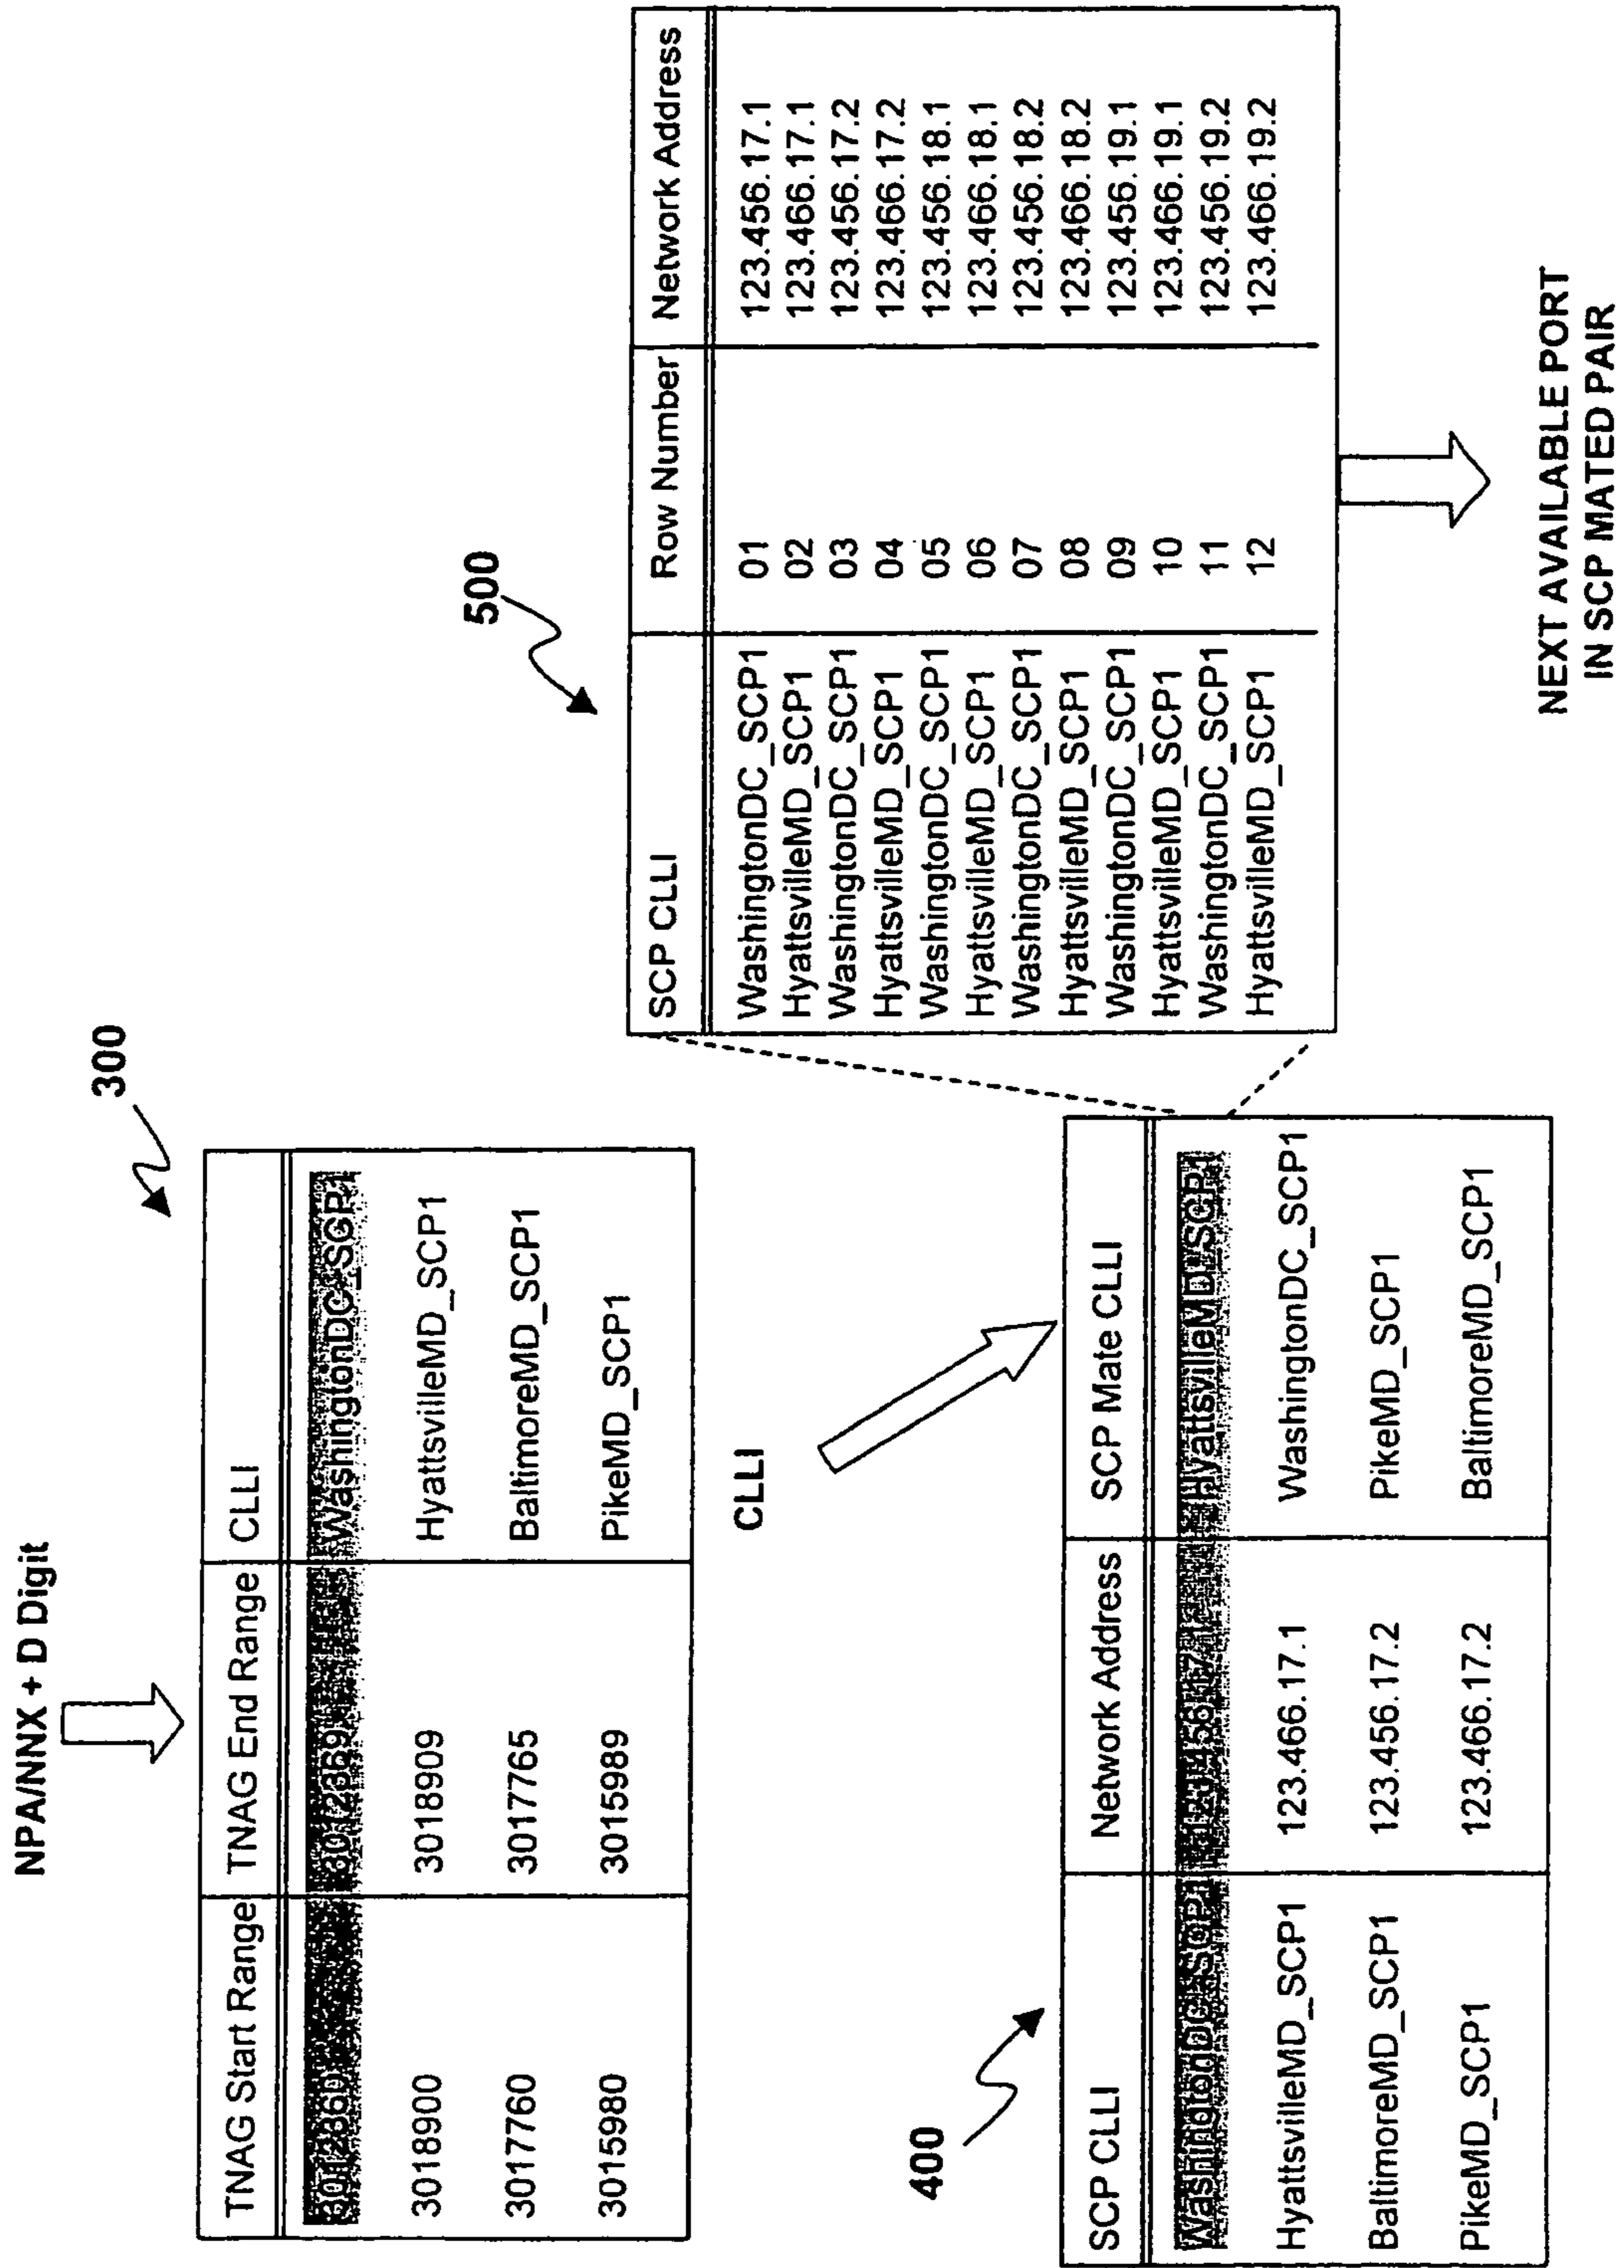 NPA/NNX + D Digit
300
TNAG Start Range TNAG End Range CLLI
3012360 3012369 WashingtonDC_SCP1
3018900 3018909 HyattsvilleMD_SCP1
3017760 3017765 BaltimoreMD_SCP1
3015980 3015989 PikeMD_SCP1
CLLI
400
SCP CLLI Network Address SCP Mate CLLI
WashingtonDC_SCP1 123.456.17.1 HyattsvilleMD_SCP1
HyattsvilleMD_SCP1 123.466.17.1 WashingtonDC_SCP1
BaltimoreMD_SCP1 123.456.17.2 PikeMD_SCP1
PikeMD_SCP1 123.466.17.2 BaltimoreMD_SCP1
500
SCP CLLI Row Number Network Address
WashingtonDC_SCP1 01 123.456.17.1
HyattsvilleMD_SCP1 02 123.466.17.1
WashingtonDC_SCP1 03 123.456.17.2
HyattsvilleMD_SCP1 04 123.466.17.2
WashingtonDC_SCP1 05 123.456.18.1
HyattsvilleMD_SCP1 06 123.466.18.1
WashingtonDC_SCP1 07 123.456.18.2
HyattsvilleMD_SCP1 08 123.466.18.2
WashingtonDC_SCP1 09 123.456.19.1
HyattsvilleMD_SCP1 10 123.466.19.1
WashingtonDC_SCP1 11 123.456.19.2
HyattsvilleMD_SCP1 12 123.466.19.2
NEXT AVAILABLE PORT
IN SCP MATED PAIR